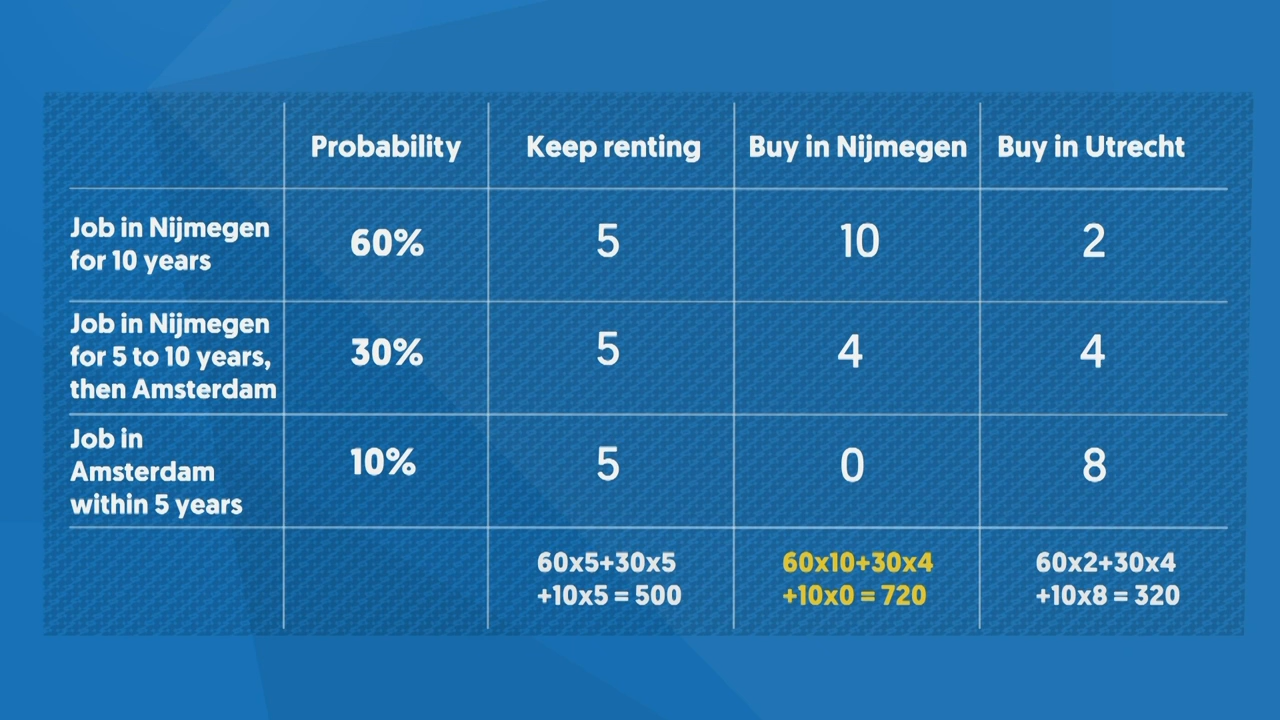 Probability
Keep renting
Buy in Nijmegen
Buy in Utrecht
Job in Nijmegen
for 10 years
60%
5
10
2
Job in Nijmegen
for 5 to 10 years,
then Amsterdam
30%
5
4
4
Job in
Amsterdam
within 5 years
10%
5
0
8
60x5+30x5
+10x5 = 500
60x10+30x4
+10x0 = 720
60x2+30x4
+10x8 = 320